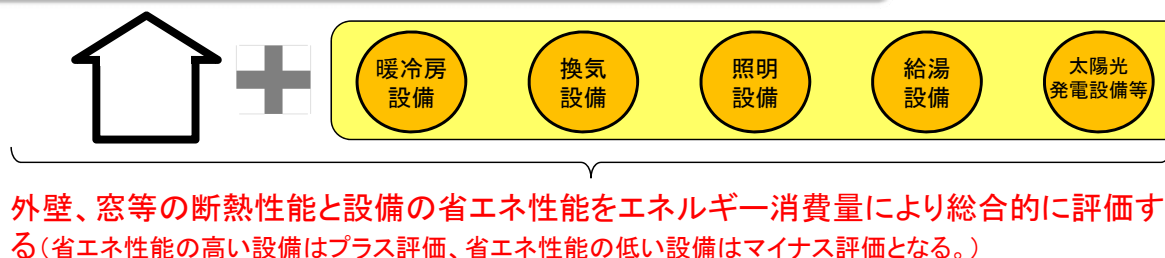 暖冷房
設備
換気
設備
照明
設備
給湯
設備
太陽光
発電設備等
外壁、窓等の断熱性能と設備の省エネ性能をエネルギー消費量により総合的に評価す
る（省エネ性能の高い設備はプラス評価、省エネ性能の低い設備はマイナス評価となる。）